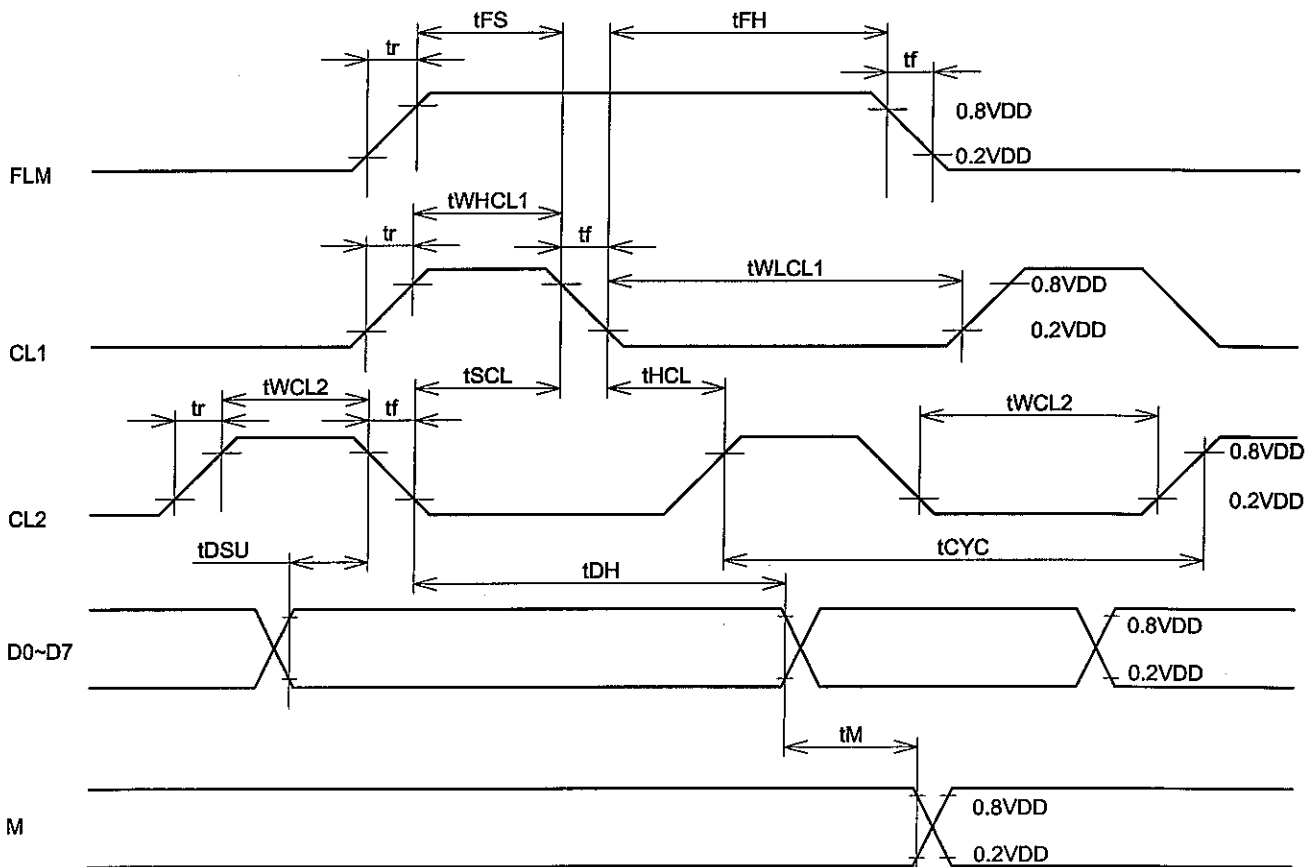 tFS tFH
tr tf
0.8VDD
0.2VDD
FLM
tWHCL1
tr tf
tWLCL1
0.8VDD
0.2VDD
CL1
tSCL tHCL
tWCL2
tr tf
tWCL2
0.8VDD
0.2VDD
CL2
tDSU tCYC
tDH
0.8VDD
D0~D7
0.2VDD
tM
0.8VDD
M
0.2VDD